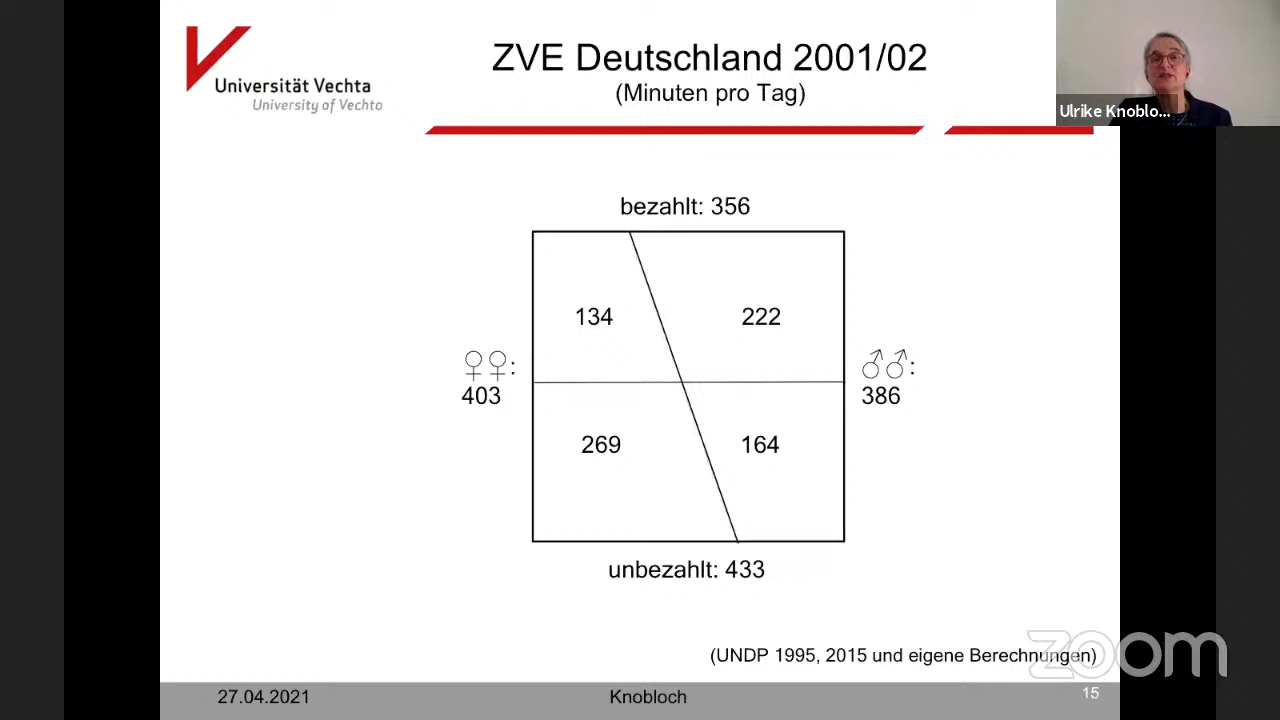 Universität Vechta
University of Vechta
ZVE Deutschland 2001/02
(Minuten pro Tag)
Ulrike Knoblo...
bezahlt: 356
134
222
♀♀:
403
♂♂:
386
269
164
unbezahlt: 433
(UNDP 1995, 2015 und eigene Berechnungen)
zoom
27.04.2021
Knobloch
15